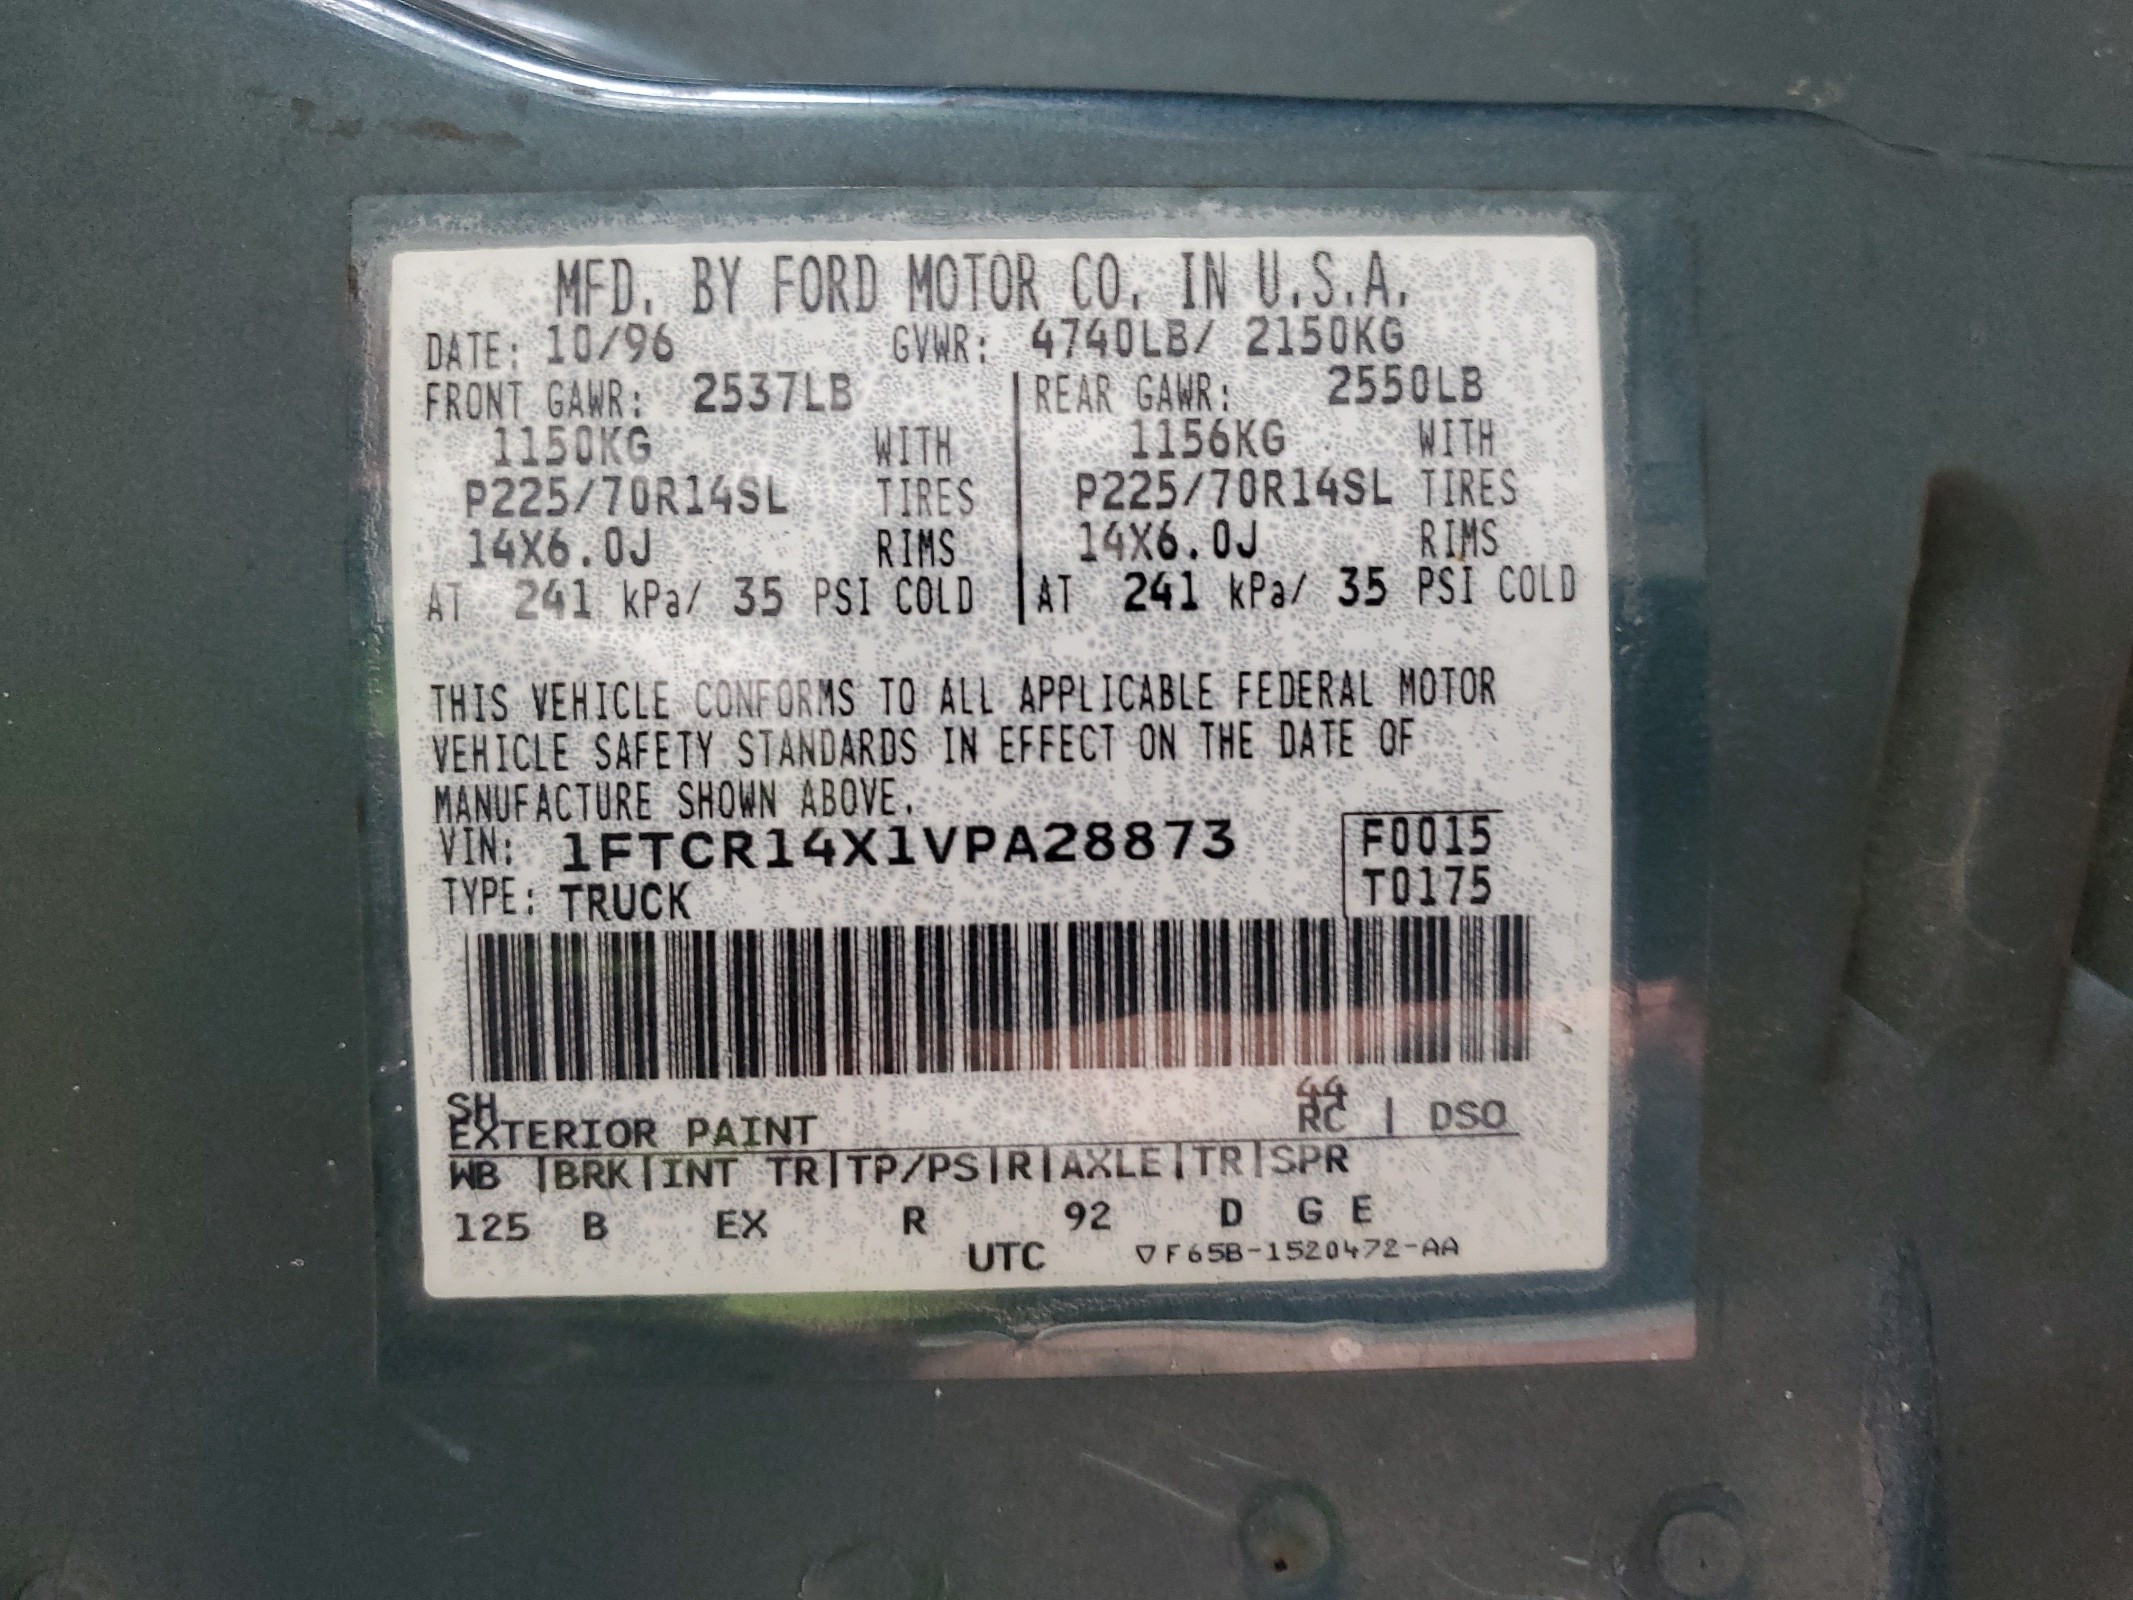 MFD. BY FORD MOTOR CO. IN U.S.A.
DATE: 10/96 GVWR: 4740LB/ 2150KG
FRONT GAWR: 2537LB REAR GAWR: 2550LB
1150KG WITH 1156KG WITH
P225/70R14SL TIRES P225/70R14SL TIRES
14X6.0J RIMS 14X6.0J RIMS
AT 241 kPa/ 35 PSI COLD AT 241 kPa/ 35 PSI COLD
THIS VEHICLE CONFORMS TO ALL APPLICABLE FEDERAL MOTOR
VEHICLE SAFETY STANDARDS IN EFFECT ON THE DATE OF
MANUFACTURE SHOWN ABOVE.
VIN: 1FTCR14X1VPA28873 F0015
TYPE: TRUCK T0175
SH 44
EXTERIOR PAINT RC | DSO
WB |BRK|INT TR|TP/PS|R|AXLE|TR|SPR
125 B EX R 92 D G E
UTC ▽F65B-1520472-AA